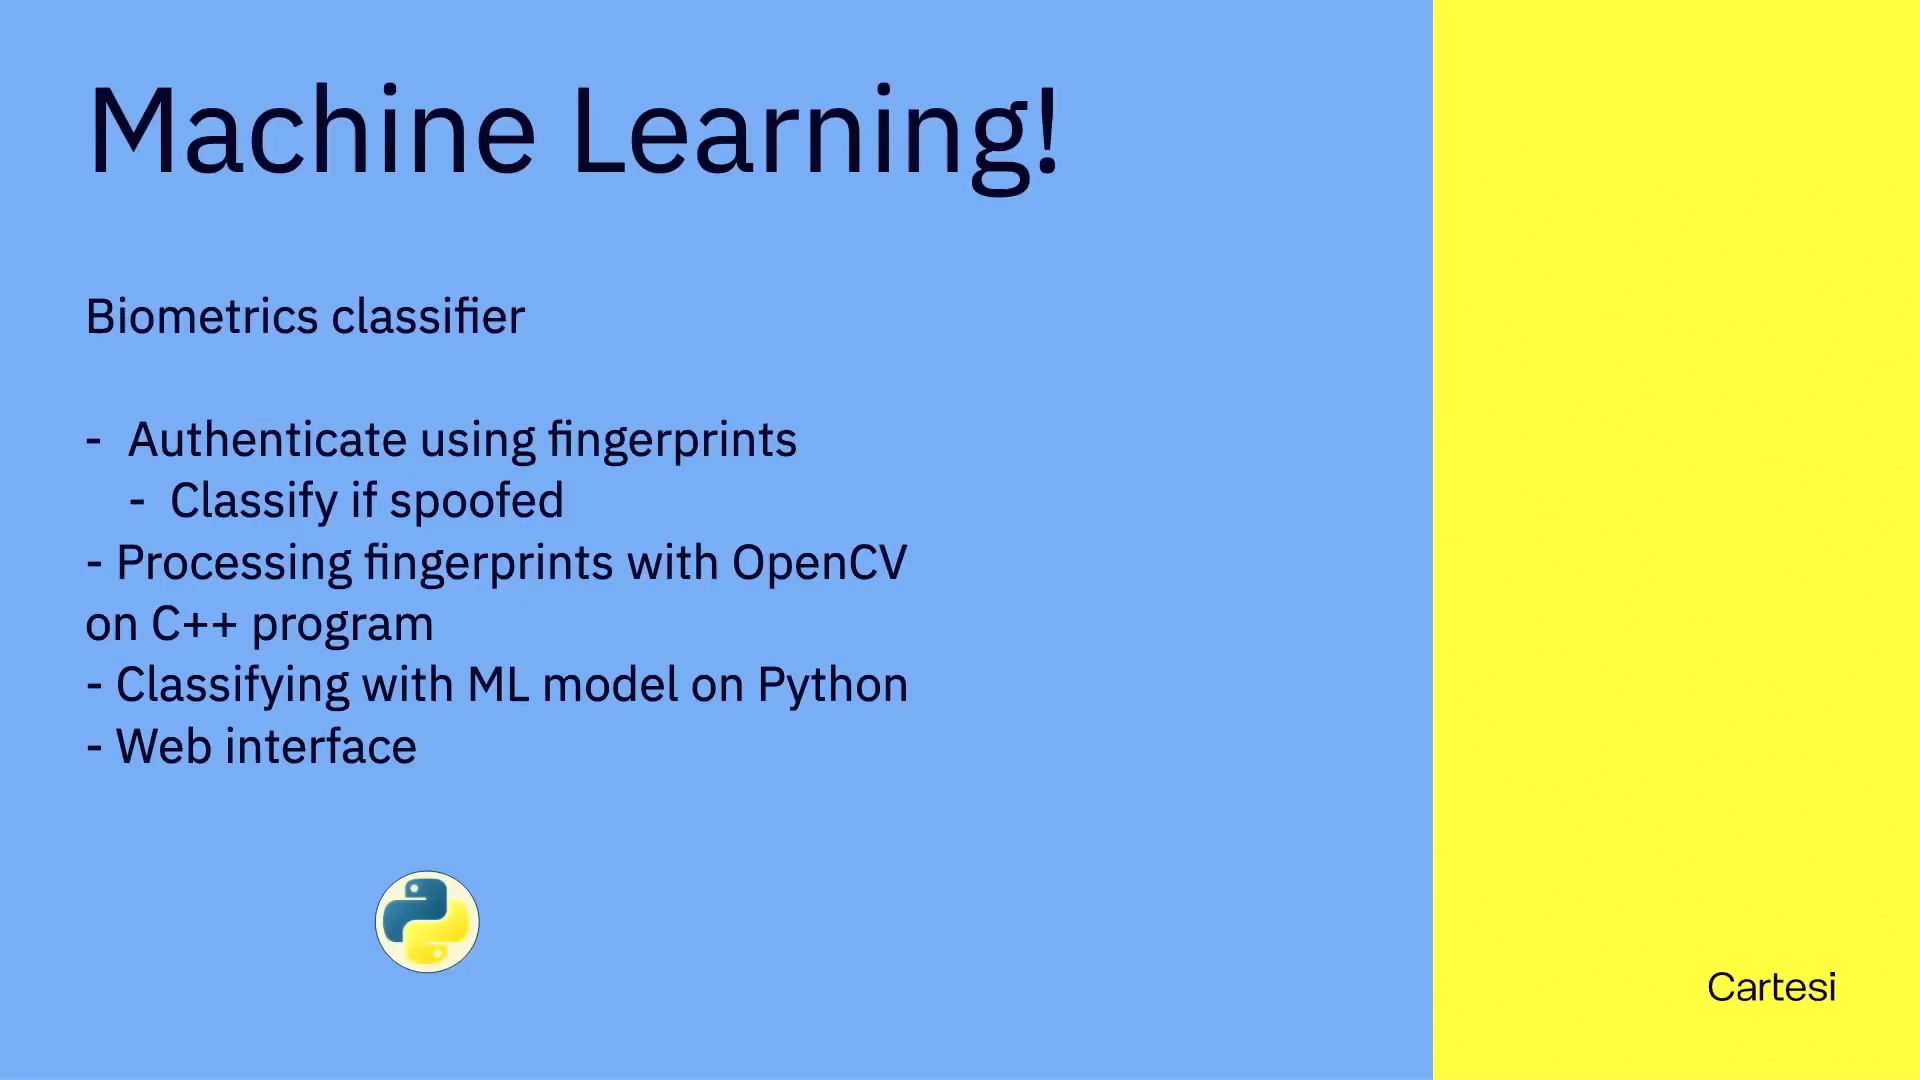 Machine Learning!
Biometrics classifier
- Authenticate using fingerprints
- Classify if spoofed
- Processing fingerprints with OpenCV
on C++ program
- Classifying with ML model on Python
- Web interface
Cartesi